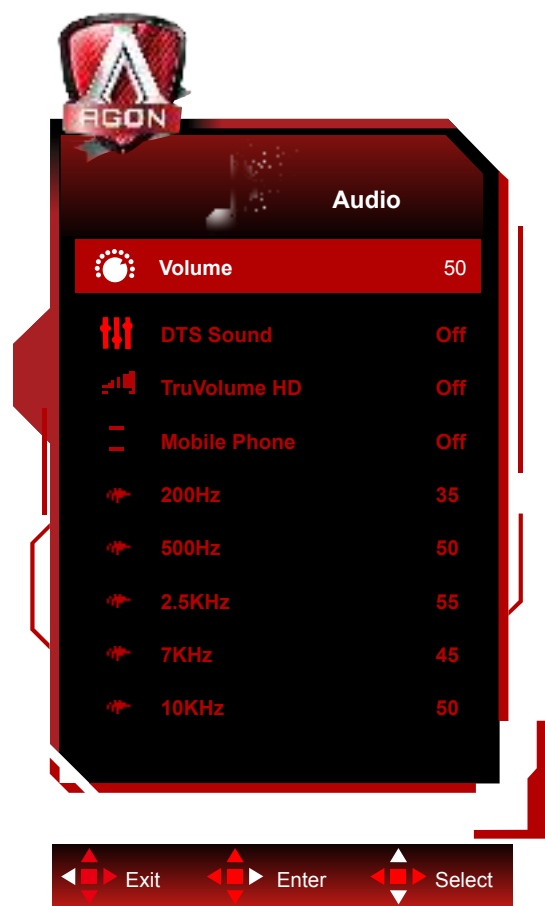 AGON
Audio
Volume 50
DTS Sound Off
TruVolume HD Off
Mobile Phone Off
200Hz 35
500Hz 50
2.5KHz 55
7KHz 45
10KHz 50
Exit Enter Select